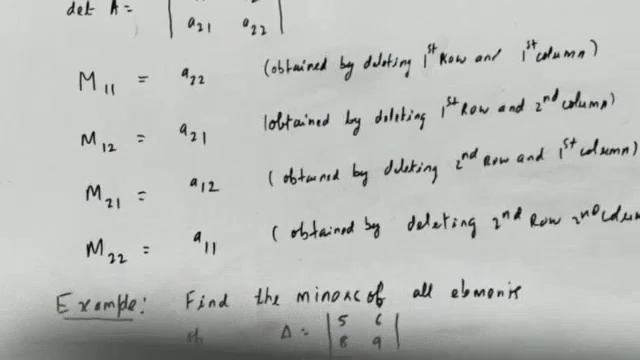 det A =
a21 a22
M11 = a22 (obtained by deleting 1st Row and 1st column)
M12 = a21 (obtained by deleting 1st Row and 2nd column)
M21 = a12 (obtained by deleting 2nd Row and 1st column)
M22 = a11 (obtained by deleting 2nd Row 2nd Colum
Example: Find the minors of all elements
Δ = | 5 6 |
| 8 9 |